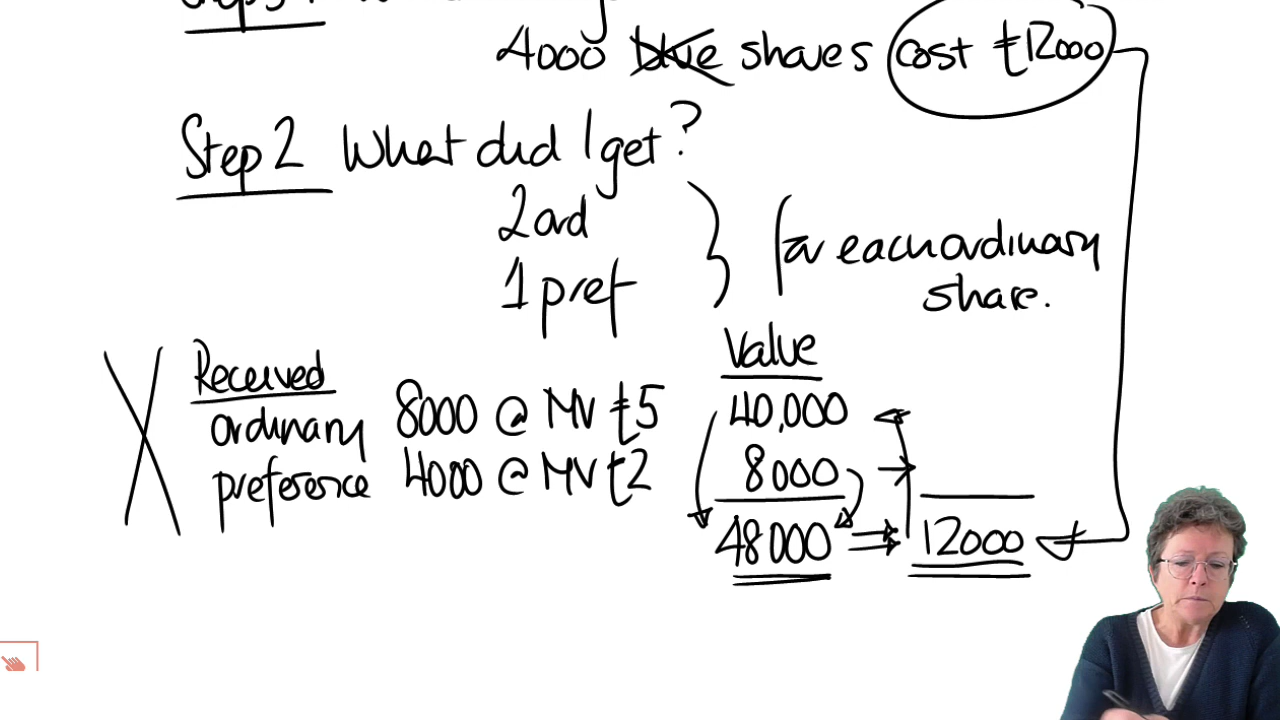 4000 blue shares cost £12000
Step 2 What did I get?
2 ord
1 pref
for each ordinary
share.
Value
Received
ordinary 8000 @ MV £5 40,000
preference 4000 @ MV £2 8000
48000 12000